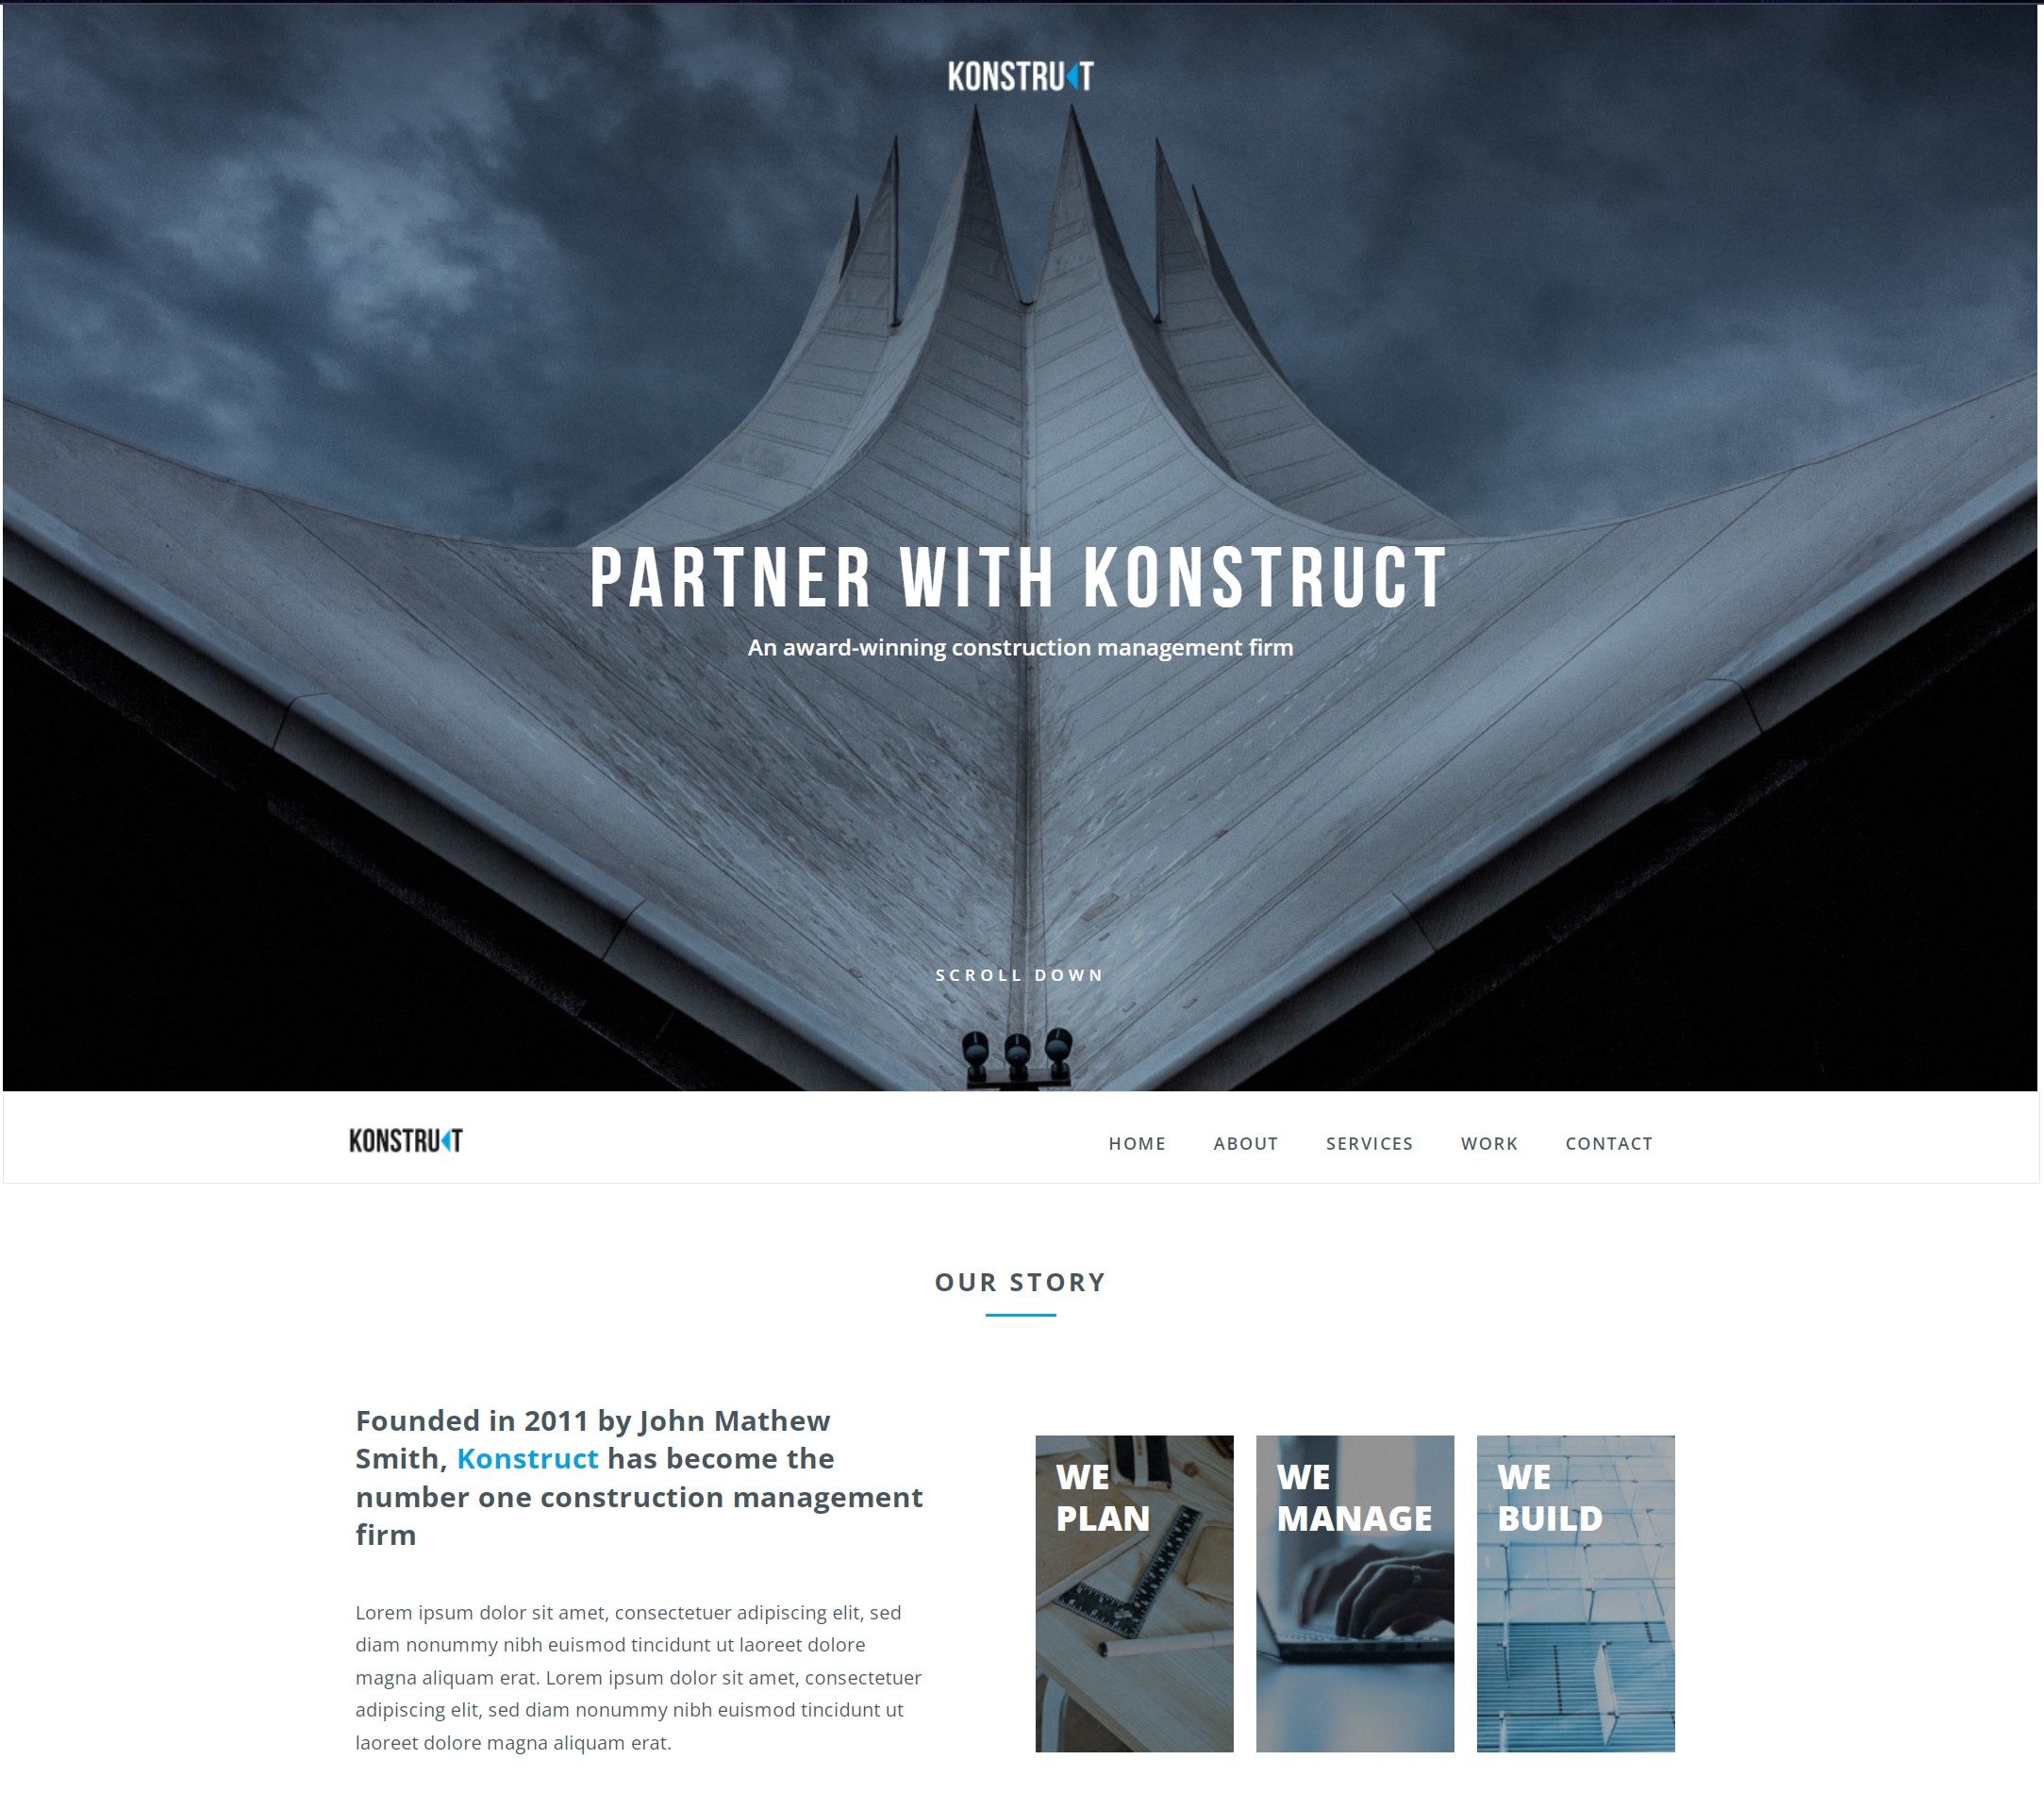 KONSTRUCT
PARTNER WITH KONSTRUCT
An award-winning construction management firm
SCROLL DOWN
KONSTRUCT
HOME ABOUT SERVICES WORK CONTACT
OUR STORY
Founded in 2011 by John Mathew
Smith, Konstruct has become the
number one construction management
firm
Lorem ipsum dolor sit amet, consectetuer adipiscing elit, sed
diam nonummy nibh euismod tincidunt ut laoreet dolore
magna aliquam erat. Lorem ipsum dolor sit amet, consectetuer
adipiscing elit, sed diam nonummy nibh euismod tincidunt ut
laoreet dolore magna aliquam erat.
WE
PLAN
WE
MANAGE
WE
BUILD